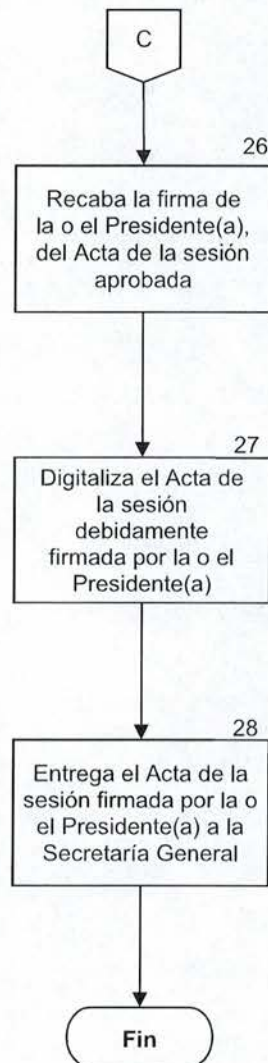 C
26
Recaba la firma de
la o el Presidente(a),
del Acta de la sesión
aprobada
27
Digitaliza el Acta de
la sesión
debidamente
firmada por la o el
Presidente(a)
28
Entrega el Acta de la
sesión firmada por la o
el Presidente(a) a la
Secretaría General
Fin